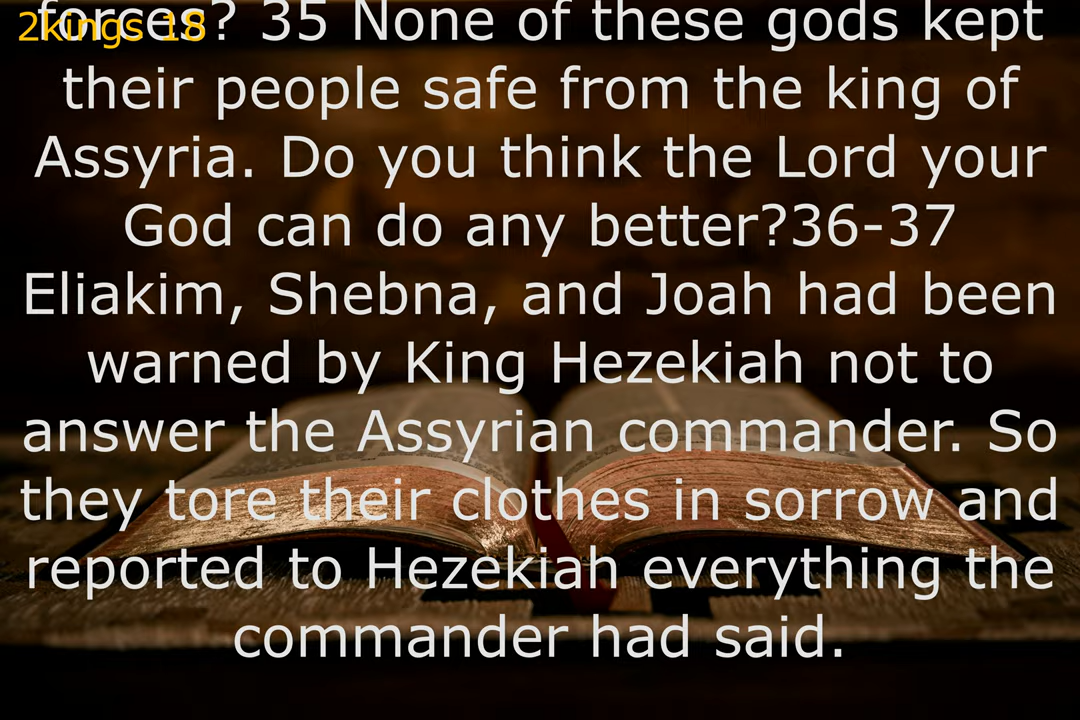 2kings 18
forces? 35 None of these gods kept
their people safe from the king of
Assyria. Do you think the Lord your
God can do any better?36-37
Eliakim, Shebna, and Joah had been
warned by King Hezekiah not to
answer the Assyrian commander. So
they tore their clothes in sorrow and
reported to Hezekiah everything the
commander had said.